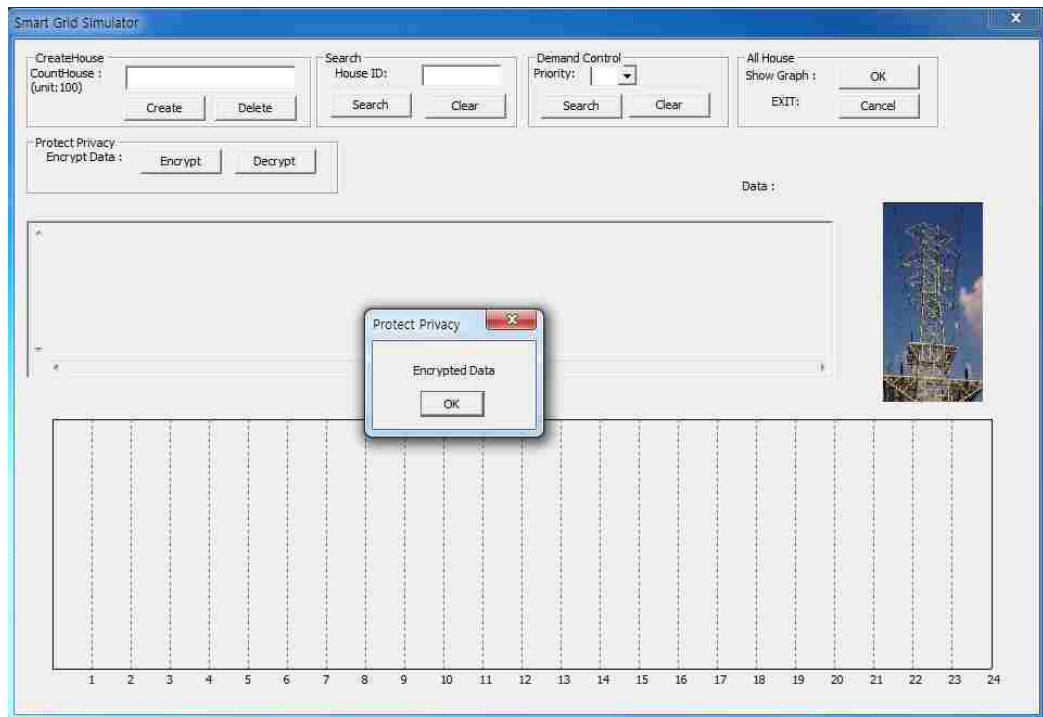 Smart Grid Simulator
X
CreateHouse
CountHouse :
(unit:100)
Create
Delete
Search
House ID:
Search
Clear
Demand Control
Priority:
Search
Clear
All House
Show Graph :
OK
EXIT:
Cancel
Protect Privacy
Encrypt Data :
Encrypt
Decrypt
Data :
Protect Privacy
Encrypted Data
OK
1 2 3 4 5 6 7 8 9 10 11 12 13 14 15 16 17 18 19 20 21 22 23 24